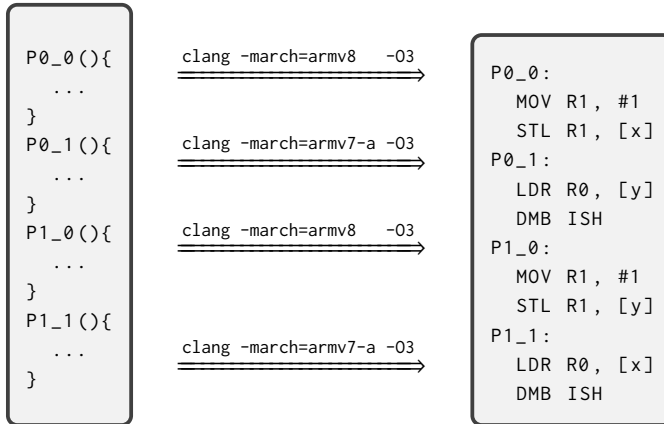 P0_0(){
...
}
P0_1(){
...
}
P1_0(){
...
}
P1_1(){
...
}
clang -march=armv8   -O3
clang -march=armv7-a -O3
clang -march=armv8   -O3
clang -march=armv7-a -O3
P0_0:
MOV R1, #1
STL R1, [x]
P0_1:
LDR R0, [y]
DMB ISH
P1_0:
MOV R1, #1
STL R1, [y]
P1_1:
LDR R0, [x]
DMB ISH